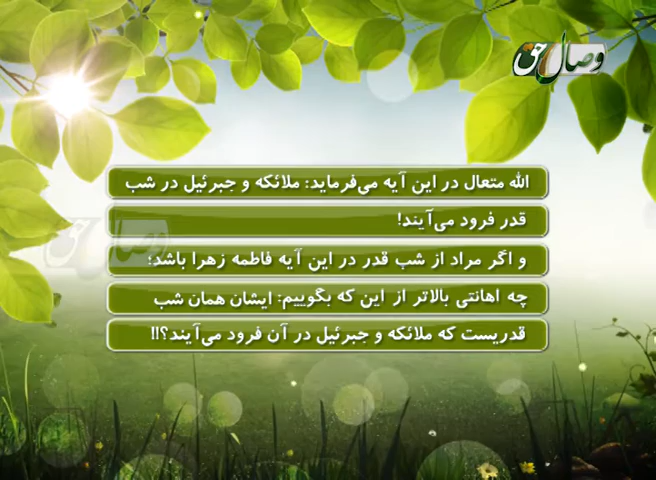 وصال حق
الله متعال در این آیه می‌فرماید: ملائکه و جبرئیل در شب
قدر فرود می‌آیند!
و اگر مراد از شب قدر در این آیه فاطمه زهرا باشد؛
چه اهانتی بالاتر از این که بگوییم: ایشان همان شب
قدریست که ملائکه و جبرئیل در آن فرود می‌آیند؟!!
وصال حق